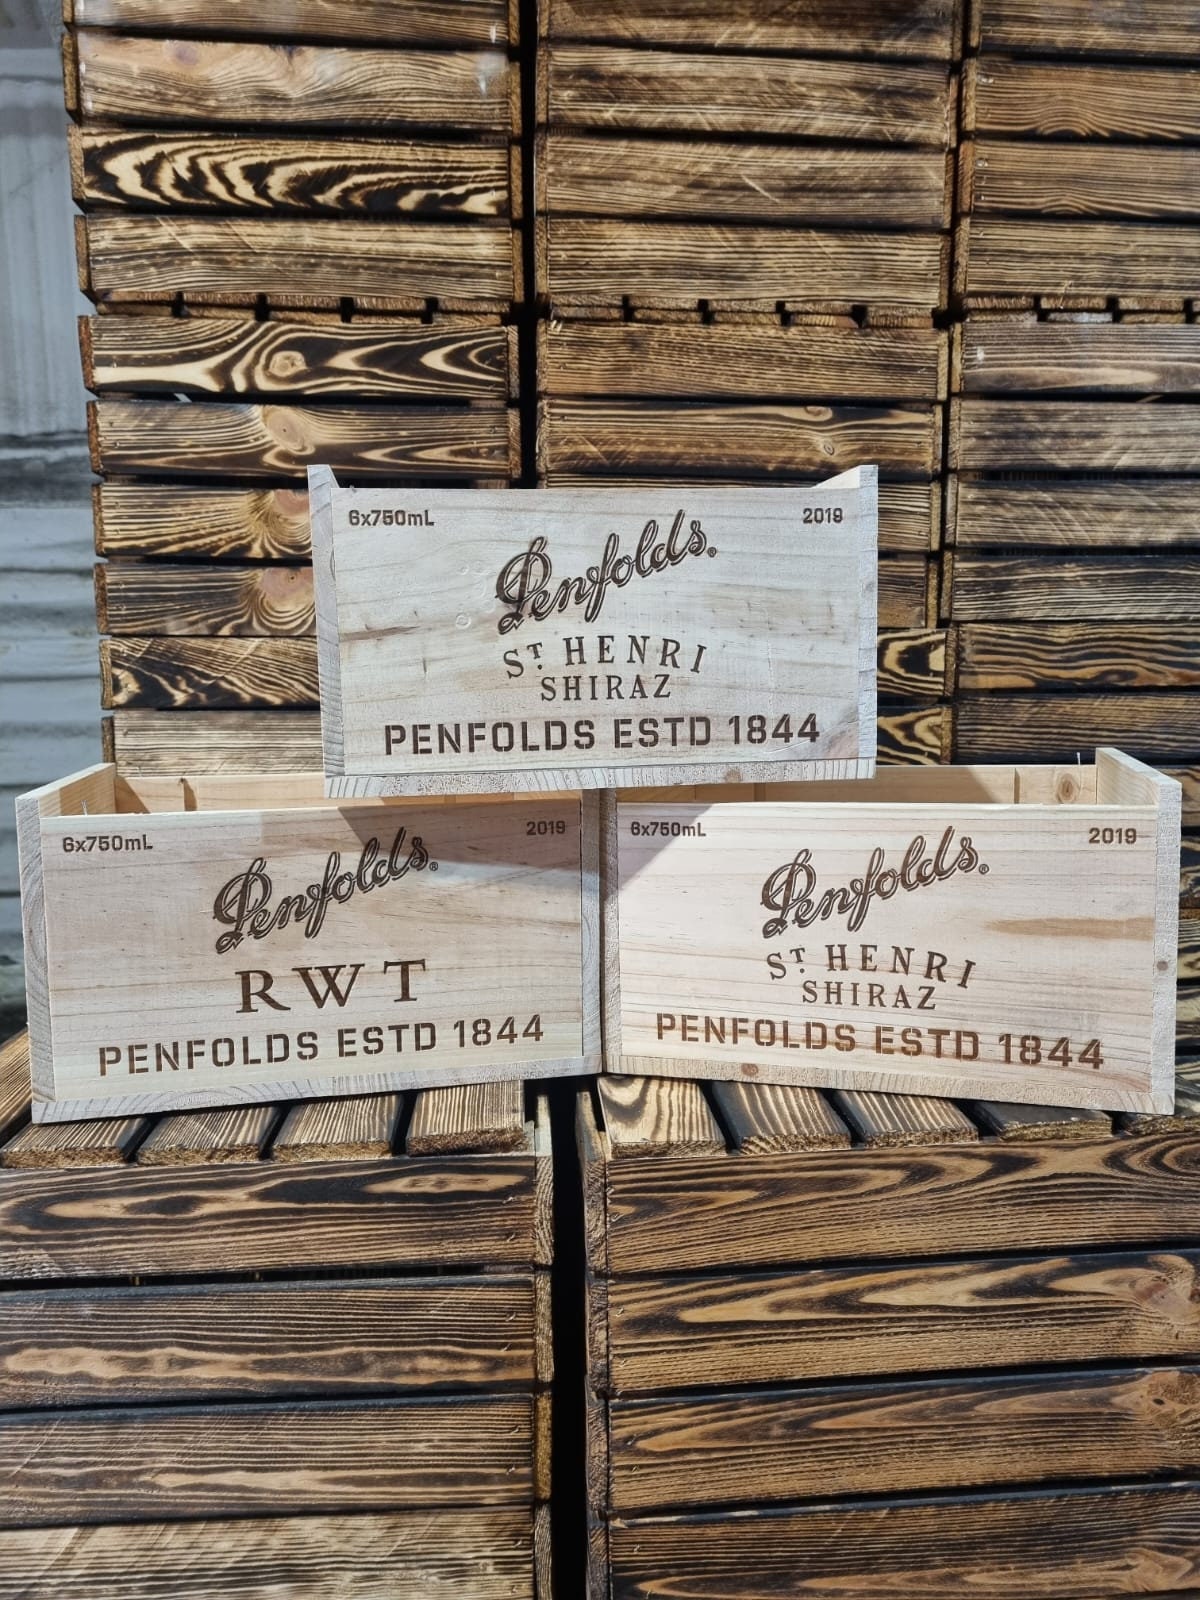 6x750mL 2019
Penfolds®
ST. HENRI
SHIRAZ
PENFOLDS ESTD 1844
6x750mL 2019
Penfolds®
RWT
PENFOLDS ESTD 1844
6x750mL 2019
Penfolds®
ST. HENRI
SHIRAZ
PENFOLDS ESTD 1844